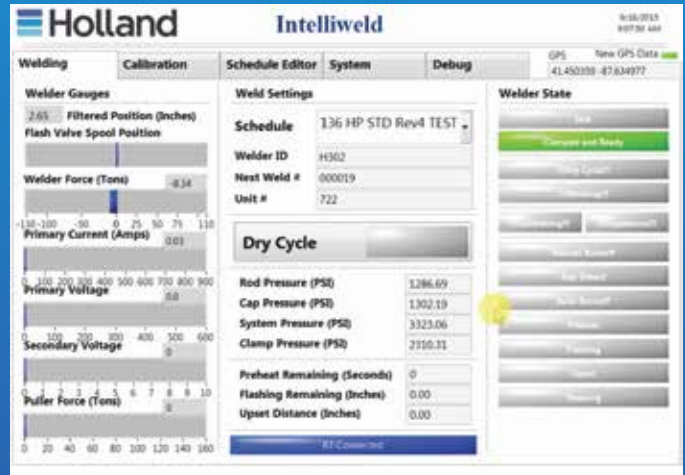 Holland
Intelliweld
9/16/2015
Welding
Calibration
Schedule Editor
System
Debug
GPS
New GPS Data
Welder Gauges
2.65
Filtered Position (Inches)
Flash Valve Spool Position
Welder Force (Tons)
-8.34
-110 -100 -50 0 25 50 75 110
Primary Current (Amps)
0.03
0 100 200 300 400 500 600 700 800 900
Primary Voltage
0.0
0 100 200 300 400 500 600
Secondary Voltage
0
0 1 2 3 4 5 6 7 8 9 10
Puller Force (Tons)
0
0 20 40 60 80 100 120 140 160
Weld Settings
Schedule
136 HP STD Rev4 TEST
Welder ID
H302
Next Weld #
000019
Unit #
722
Dry Cycle
Rod Pressure (PSI)
1286.69
Cap Pressure (PSI)
1302.19
System Pressure (PSI)
3323.06
Clamp Pressure (PSI)
2310.31
Preheat Remaining (Seconds)
0
Flashing Remaining (Inches)
0.00
Upset Distance (Inches)
0.00
RT Connected
Welder State
Clamped and Ready